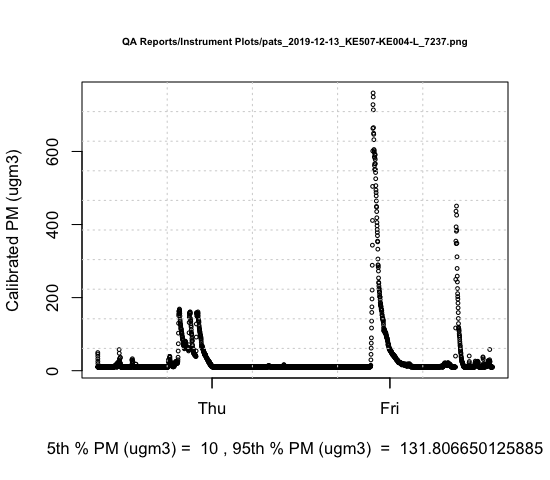 QA Reports/Instrument Plots/pats_2019-12-13_KE507-KE004-L_7237.png
Calibrated PM (ugm3)
600
400
200
0
Thu Fri
5th % PM (ugm3) = 10 , 95th % PM (ugm3) = 131.806650125885